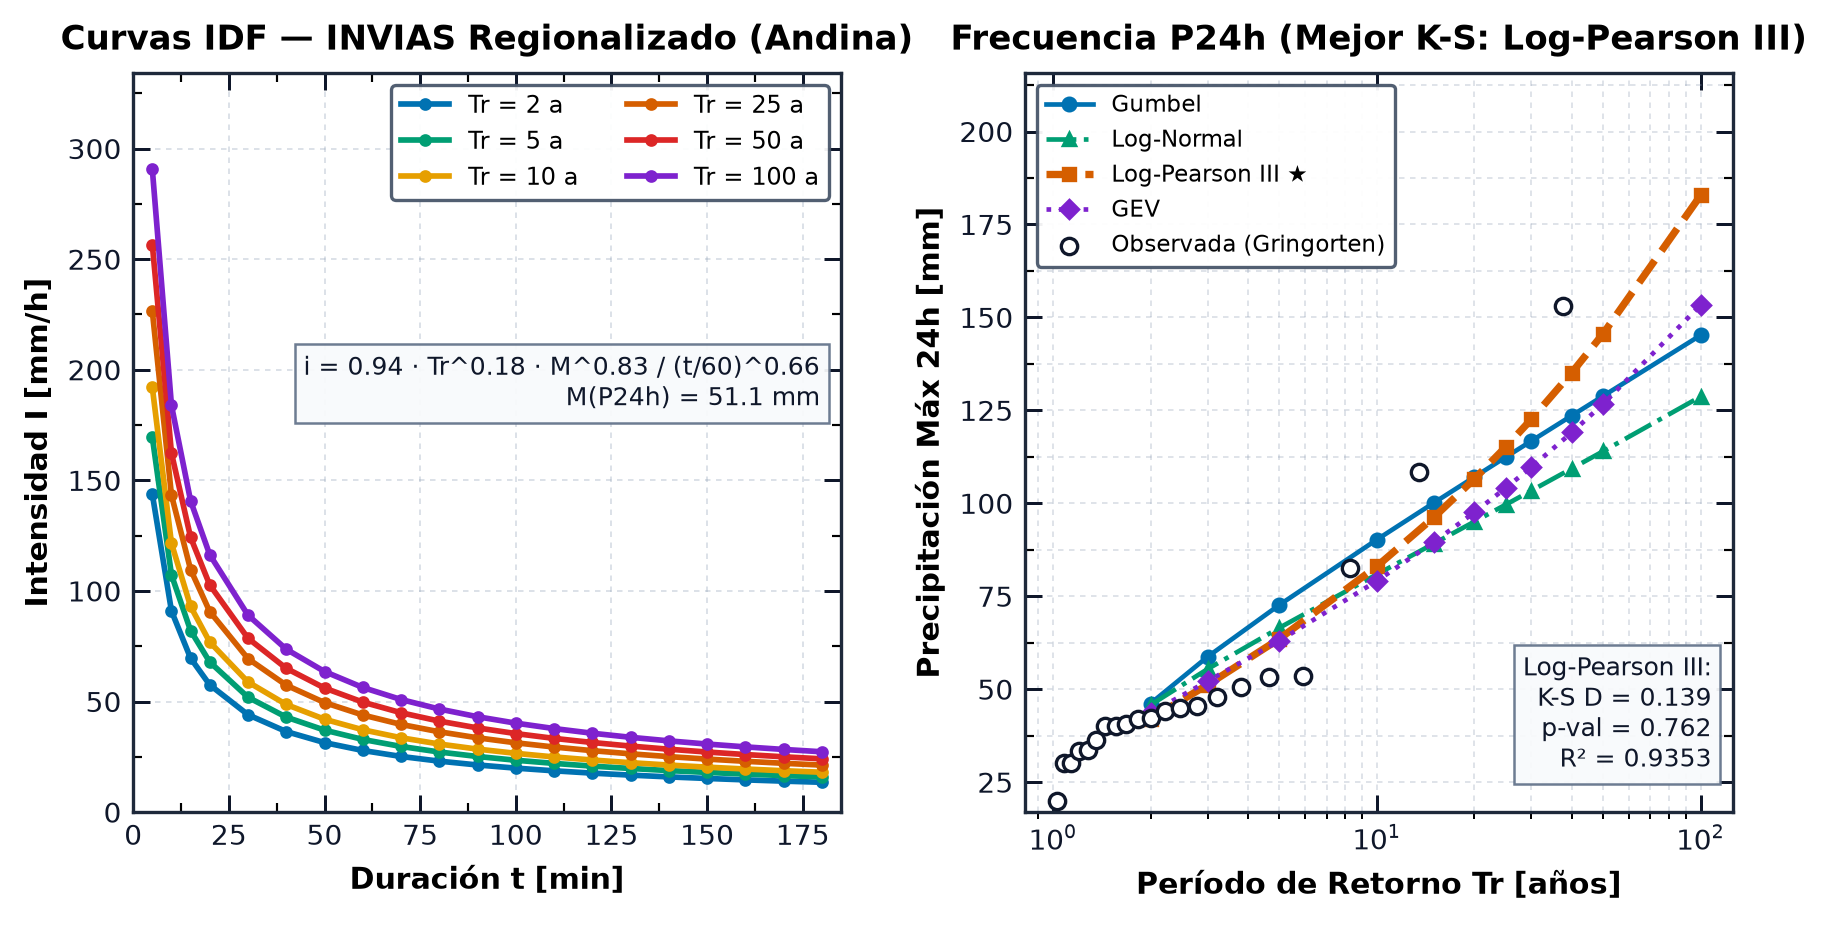 Curvas IDF — INVIAS Regionalizado (Andina)
Intensidad I [mm/h]
300
250
200
150
100
50
0
Tr = 2 a
Tr = 5 a
Tr = 10 a
Tr = 25 a
Tr = 50 a
Tr = 100 a
i = 0.94 · Tr^0.18 · M^0.83 / (t/60)^0.66
M(P24h) = 51.1 mm
0 25 50 75 100 125 150 175
Duración t [min]
Frecuencia P24h (Mejor K-S: Log-Pearson III)
Precipitación Máx 24h [mm]
200
175
150
125
100
75
50
25
Gumbel
Log-Normal
Log-Pearson III ★
GEV
Observada (Gringorten)
Log-Pearson III:
K-S D = 0.139
p-val = 0.762
R² = 0.9353
10⁰ 10¹ 10²
Período de Retorno Tr [años]